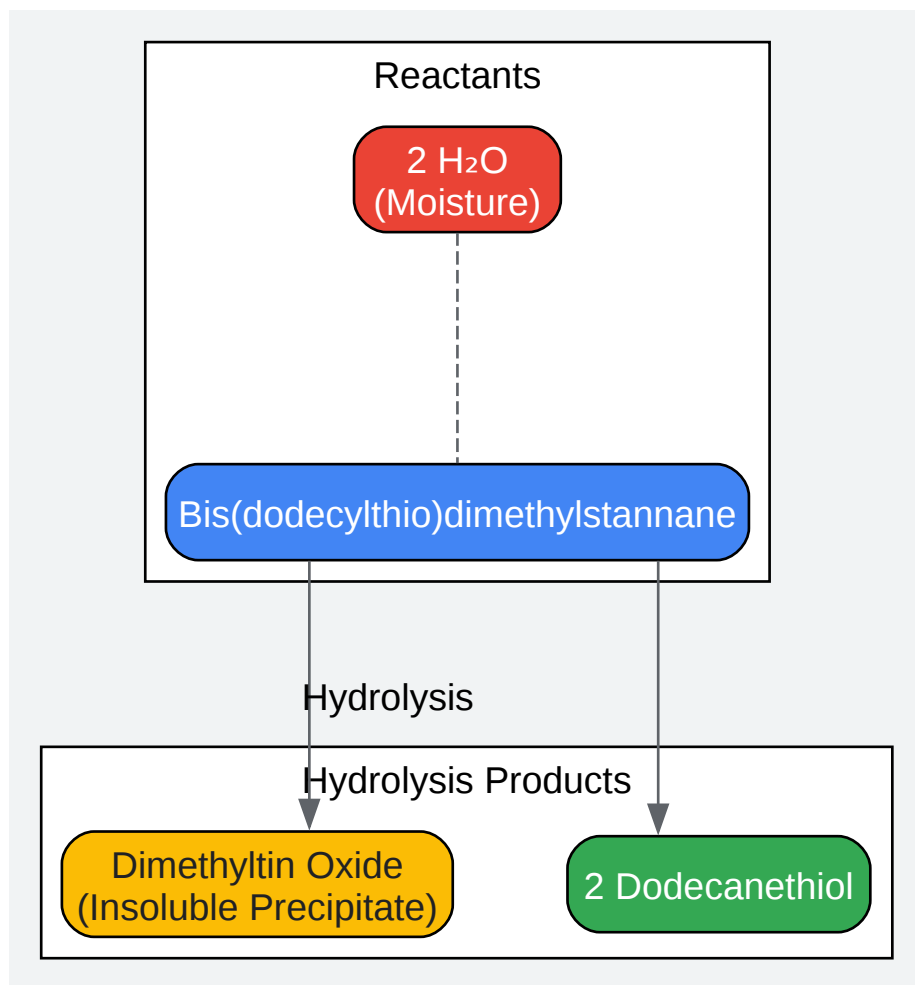 Reactants
2 H₂O
(Moisture)
Bis(dodecylthio)dimethylstannane
Hydrolysis
Hydrolysis Products
Dimethyltin Oxide
(Insoluble Precipitate)
2 Dodecanethiol